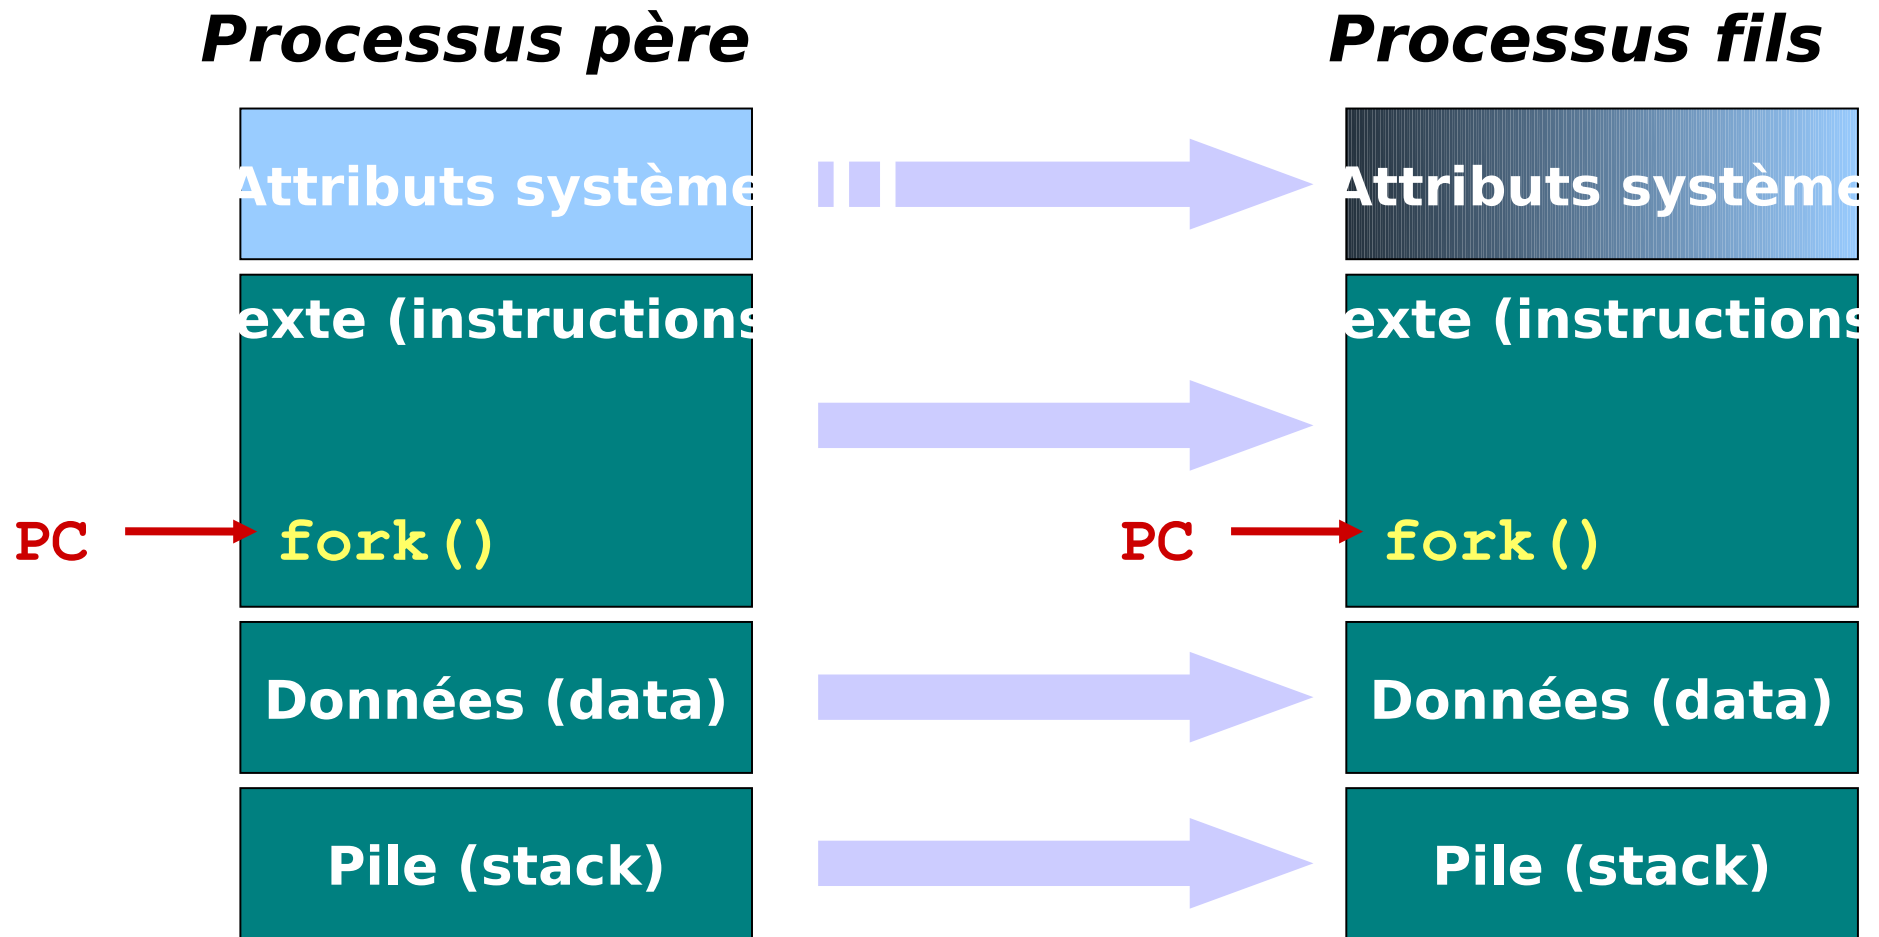 Processus père
Processus fils
Attributs système
Attributs système
exte (instructions
exte (instructions
PC
fork()
PC
fork()
Données (data)
Données (data)
Pile (stack)
Pile (stack)